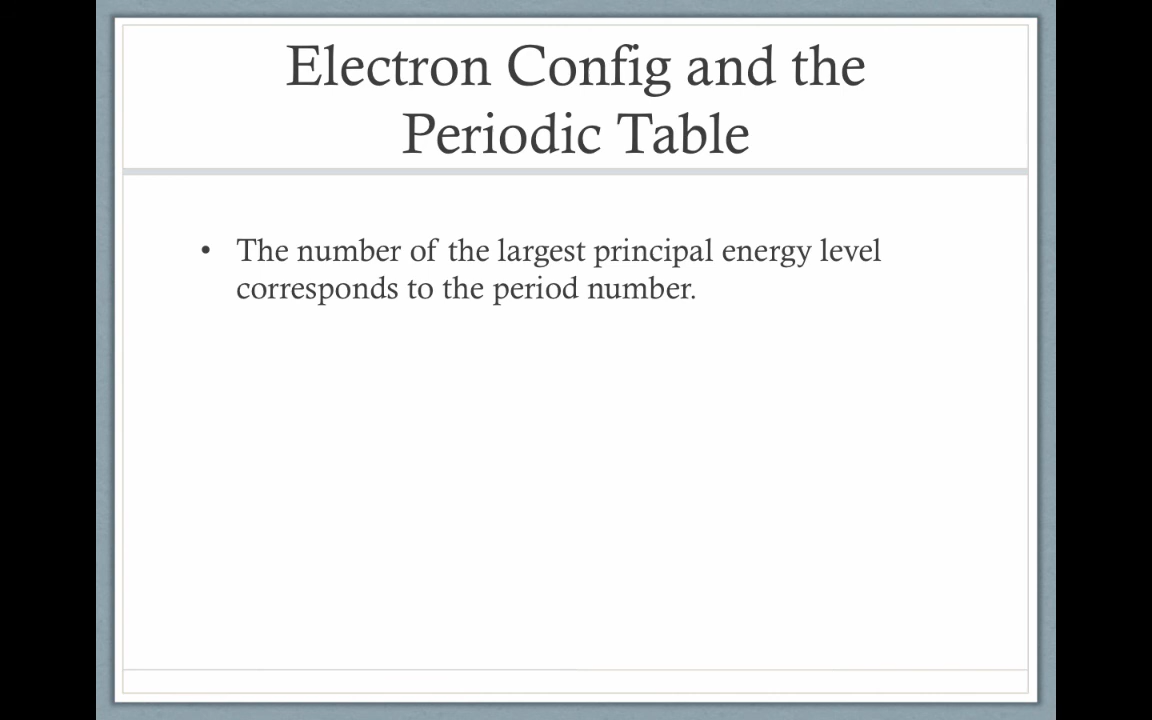 Electron Config and the
Periodic Table
• The number of the largest principal energy level
corresponds to the period number.